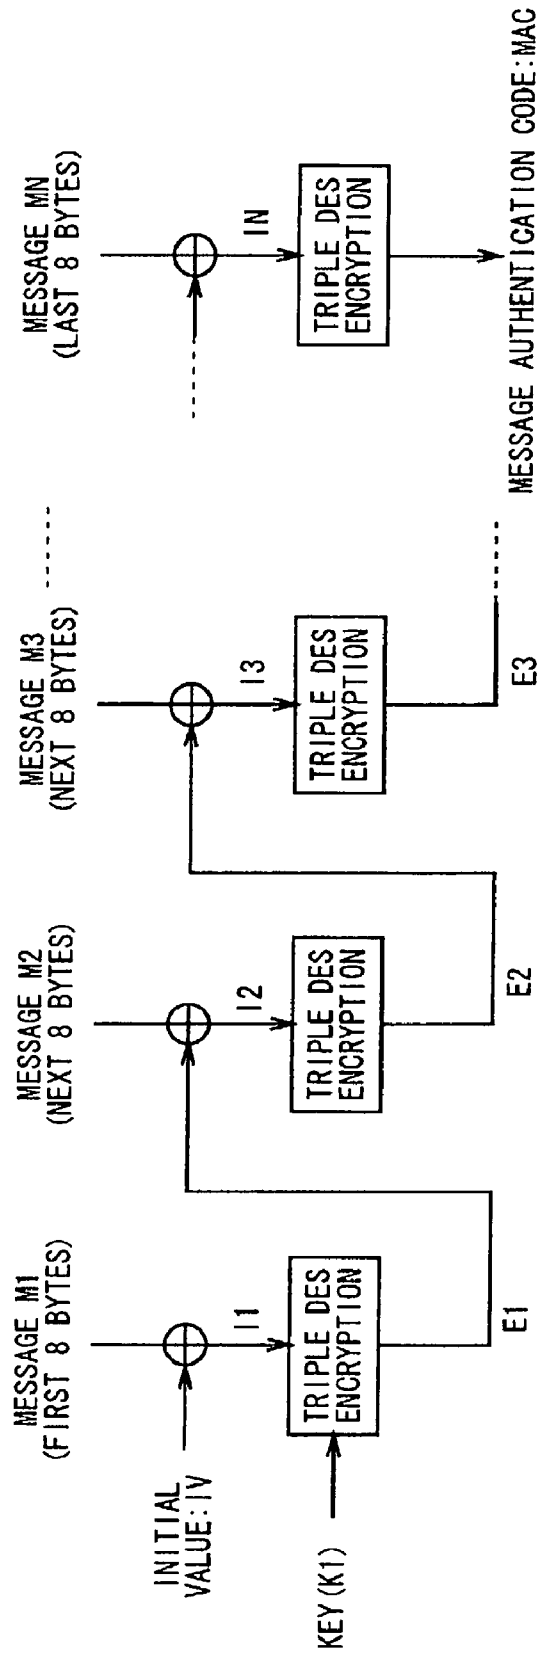 MESSAGE M1
(FIRST 8 BYTES)
MESSAGE M2
(NEXT 8 BYTES)
MESSAGE M3
(NEXT 8 BYTES)
MESSAGE MN
(LAST 8 BYTES)
INITIAL
VALUE:IV
I1
I2
I3
IN
KEY(K1)
TRIPLE DES
ENCRYPTION
TRIPLE DES
ENCRYPTION
TRIPLE DES
ENCRYPTION
TRIPLE DES
ENCRYPTION
E1
E2
E3
MESSAGE AUTHENTICATION CODE:MAC